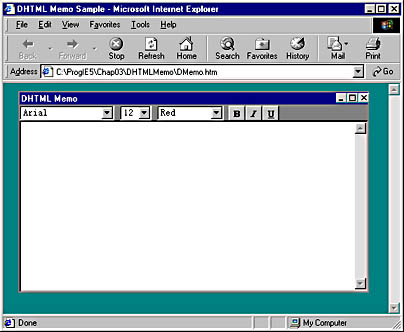 DHTML Memo Sample - Microsoft Internet Explorer
File Edit View Favorites Tools Help
Back Forward Stop Refresh Home Search Favorites History Mail Print
Address C:\ProgIE5\Chap03\DHTMLMemo\DMemo.htm Go
DHTML Memo
Arial 12 Red B I U
Done My Computer